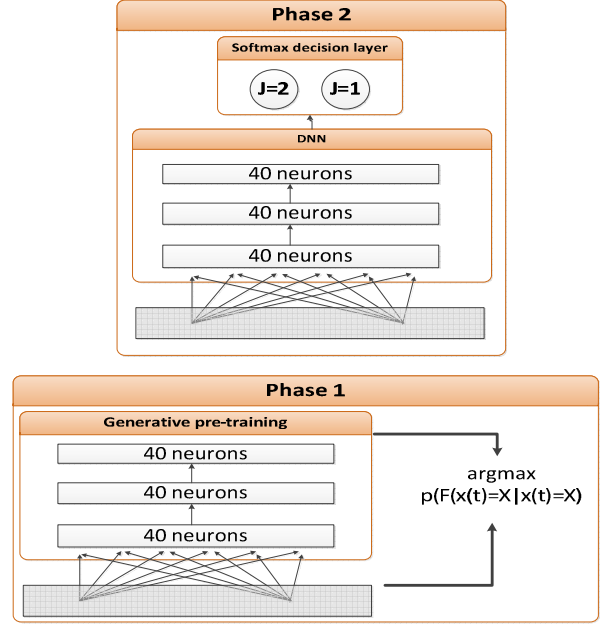 Phase 2
Softmax decision layer
J=2 J=1
DNN
40 neurons
40 neurons
40 neurons
Phase 1
Generative pre-training
40 neurons
40 neurons
40 neurons
argmax
p(F(x(t)=X|x(t)=X)